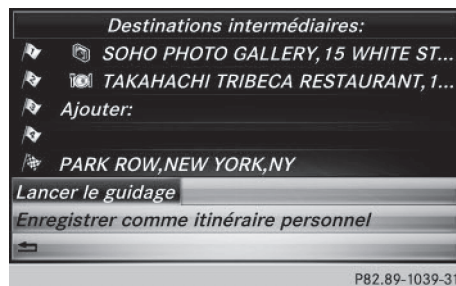 Destinations intermédiaires:
SOHO PHOTO GALLERY,15 WHITE ST...
TAKAHACHI TRIBECA RESTAURANT,1...
Ajouter:
PARK ROW,NEW YORK,NY
Lancer le guidage
Enregistrer comme itinéraire personnel
P82.89-1039-31